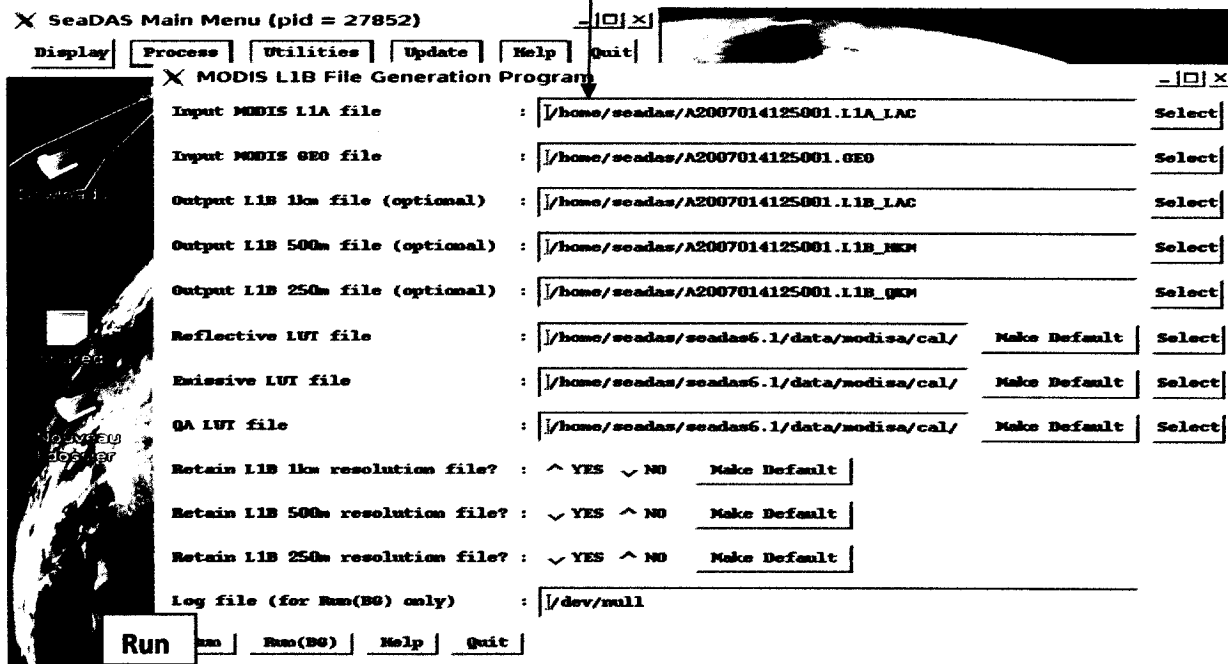 SeaDAS Main Menu (pid = 27852)
Display Process Utilities Update Help Quit
MODIS L1B File Generation Program
Input MODIS L1A file : /home/seadas/A2007014125001.L1A_LAC Select
Input MODIS GEO file : /home/seadas/A2007014125001.GEO Select
Output L1B 1km file (optional) : /home/seadas/A2007014125001.L1B_LAC Select
Output L1B 500m file (optional) : /home/seadas/A2007014125001.L1B_HKM Select
Output L1B 250m file (optional) : /home/seadas/A2007014125001.L1B_QKM Select
Reflective LUT file : /home/seadas/seadas6.1/data/modisa/cal/ Make Default Select
Emissive LUT file : /home/seadas/seadas6.1/data/modisa/cal/ Make Default Select
QA LUT file : /home/seadas/seadas6.1/data/modisa/cal/ Make Default Select
Nouveau
dossier
Retain L1B 1km resolution file? : YES NO Make Default
Retain L1B 500m resolution file? : YES NO Make Default
Retain L1B 250m resolution file? : YES NO Make Default
Log file (for Run(BG) only) : /dev/null
Run Run(BG) Help Quit